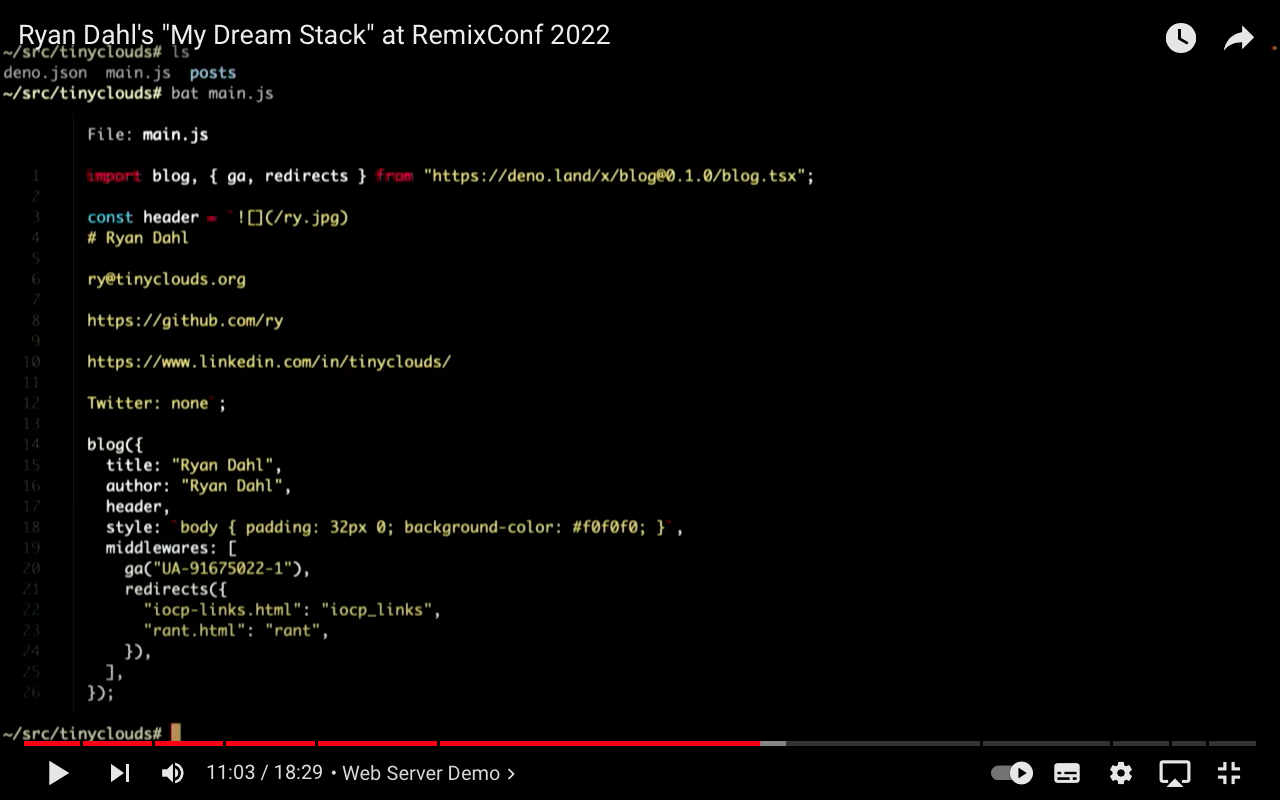 Ryan Dahl's "My Dream Stack" at RemixConf 2022
~/src/tinyclouds# ls
deno.json  main.js  posts
~/src/tinyclouds# bat main.js
File: main.js
1 import blog, { ga, redirects } from "https://deno.land/x/blog@0.1.0/blog.tsx";
2
3 const header = `![](/ry.jpg)
4 # Ryan Dahl
5
6 ry@tinyclouds.org
7
8 https://github.com/ry
9
10 https://www.linkedin.com/in/tinyclouds/
11
12 Twitter: none`;
13
14 blog({
15   title: "Ryan Dahl",
16   author: "Ryan Dahl",
17   header,
18   style: `body { padding: 32px 0; background-color: #f0f0f0; }`,
19   middlewares: [
20     ga("UA-91675022-1"),
21     redirects({
22       "iocp-links.html": "iocp_links",
23       "rant.html": "rant",
24     }),
25   ],
26 });
~/src/tinyclouds#
11:03 / 18:29 • Web Server Demo >